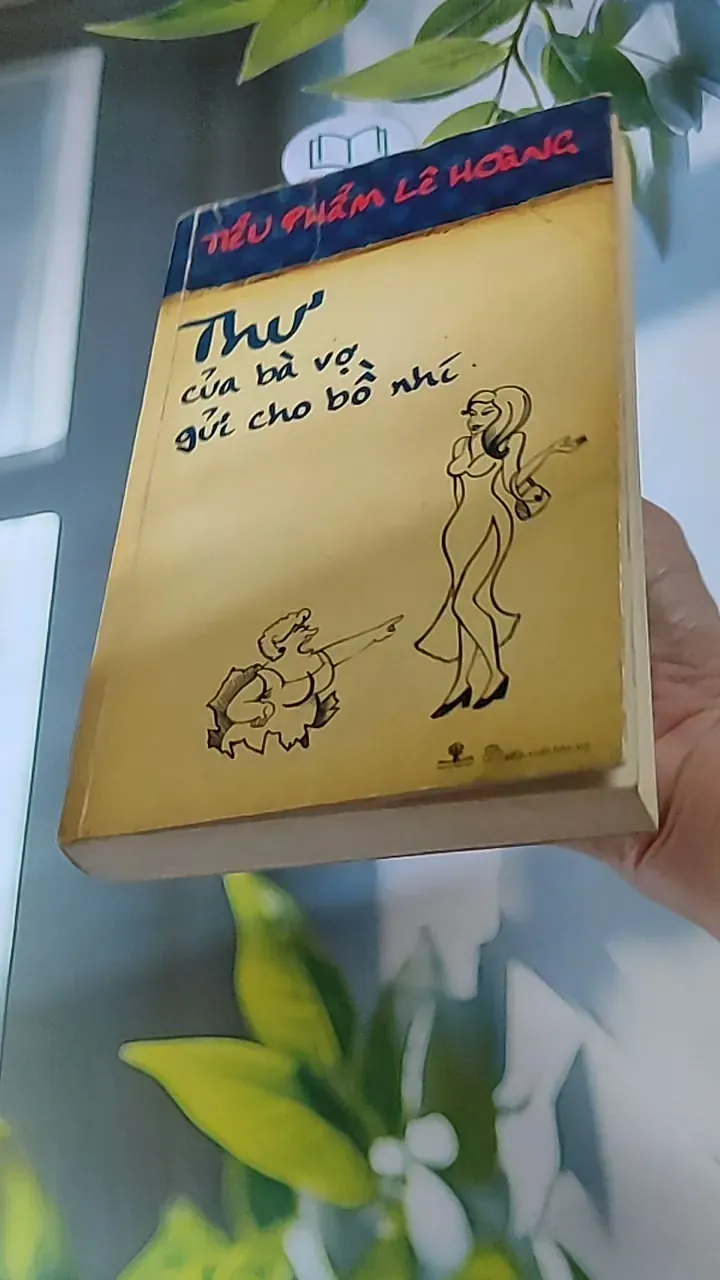 TIỂU PHẨM LÊ HOÀNG
Thư
của bà vợ
gửi cho bồ nhí.